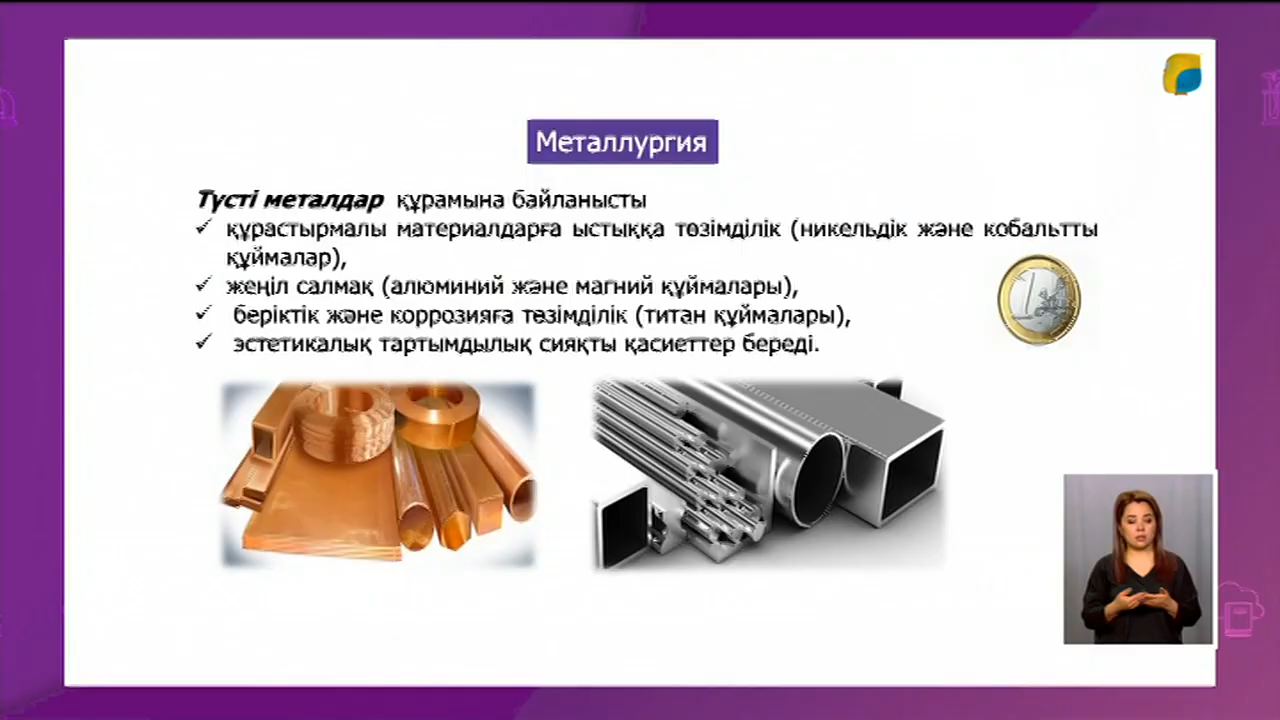 Металлургия
Түсті металдар құрамына байланысты
✓ құрастырмалы материалдарға ыстыққа төзімділік (никельдік және кобальтты
құймалар),
✓ жеңіл салмақ (алюминий және магний құймалары),
✓ беріктік және коррозияға төзімділік (титан құймалары),
✓ эстетикалық тартымдылық сияқты қасиеттер береді.
1